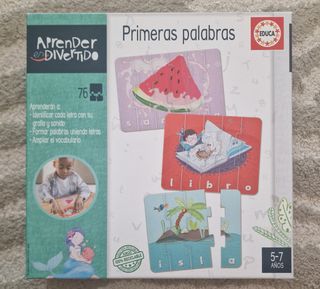 Aprender
es Divertido
Primeras palabras
EDUCA
76
Aprenderán a:
- Identificar cada letra con su
grafía y sonido
- Formar palabras uniendo letras
- Ampliar el vocabulario
libro
isla
5-7
AÑOS